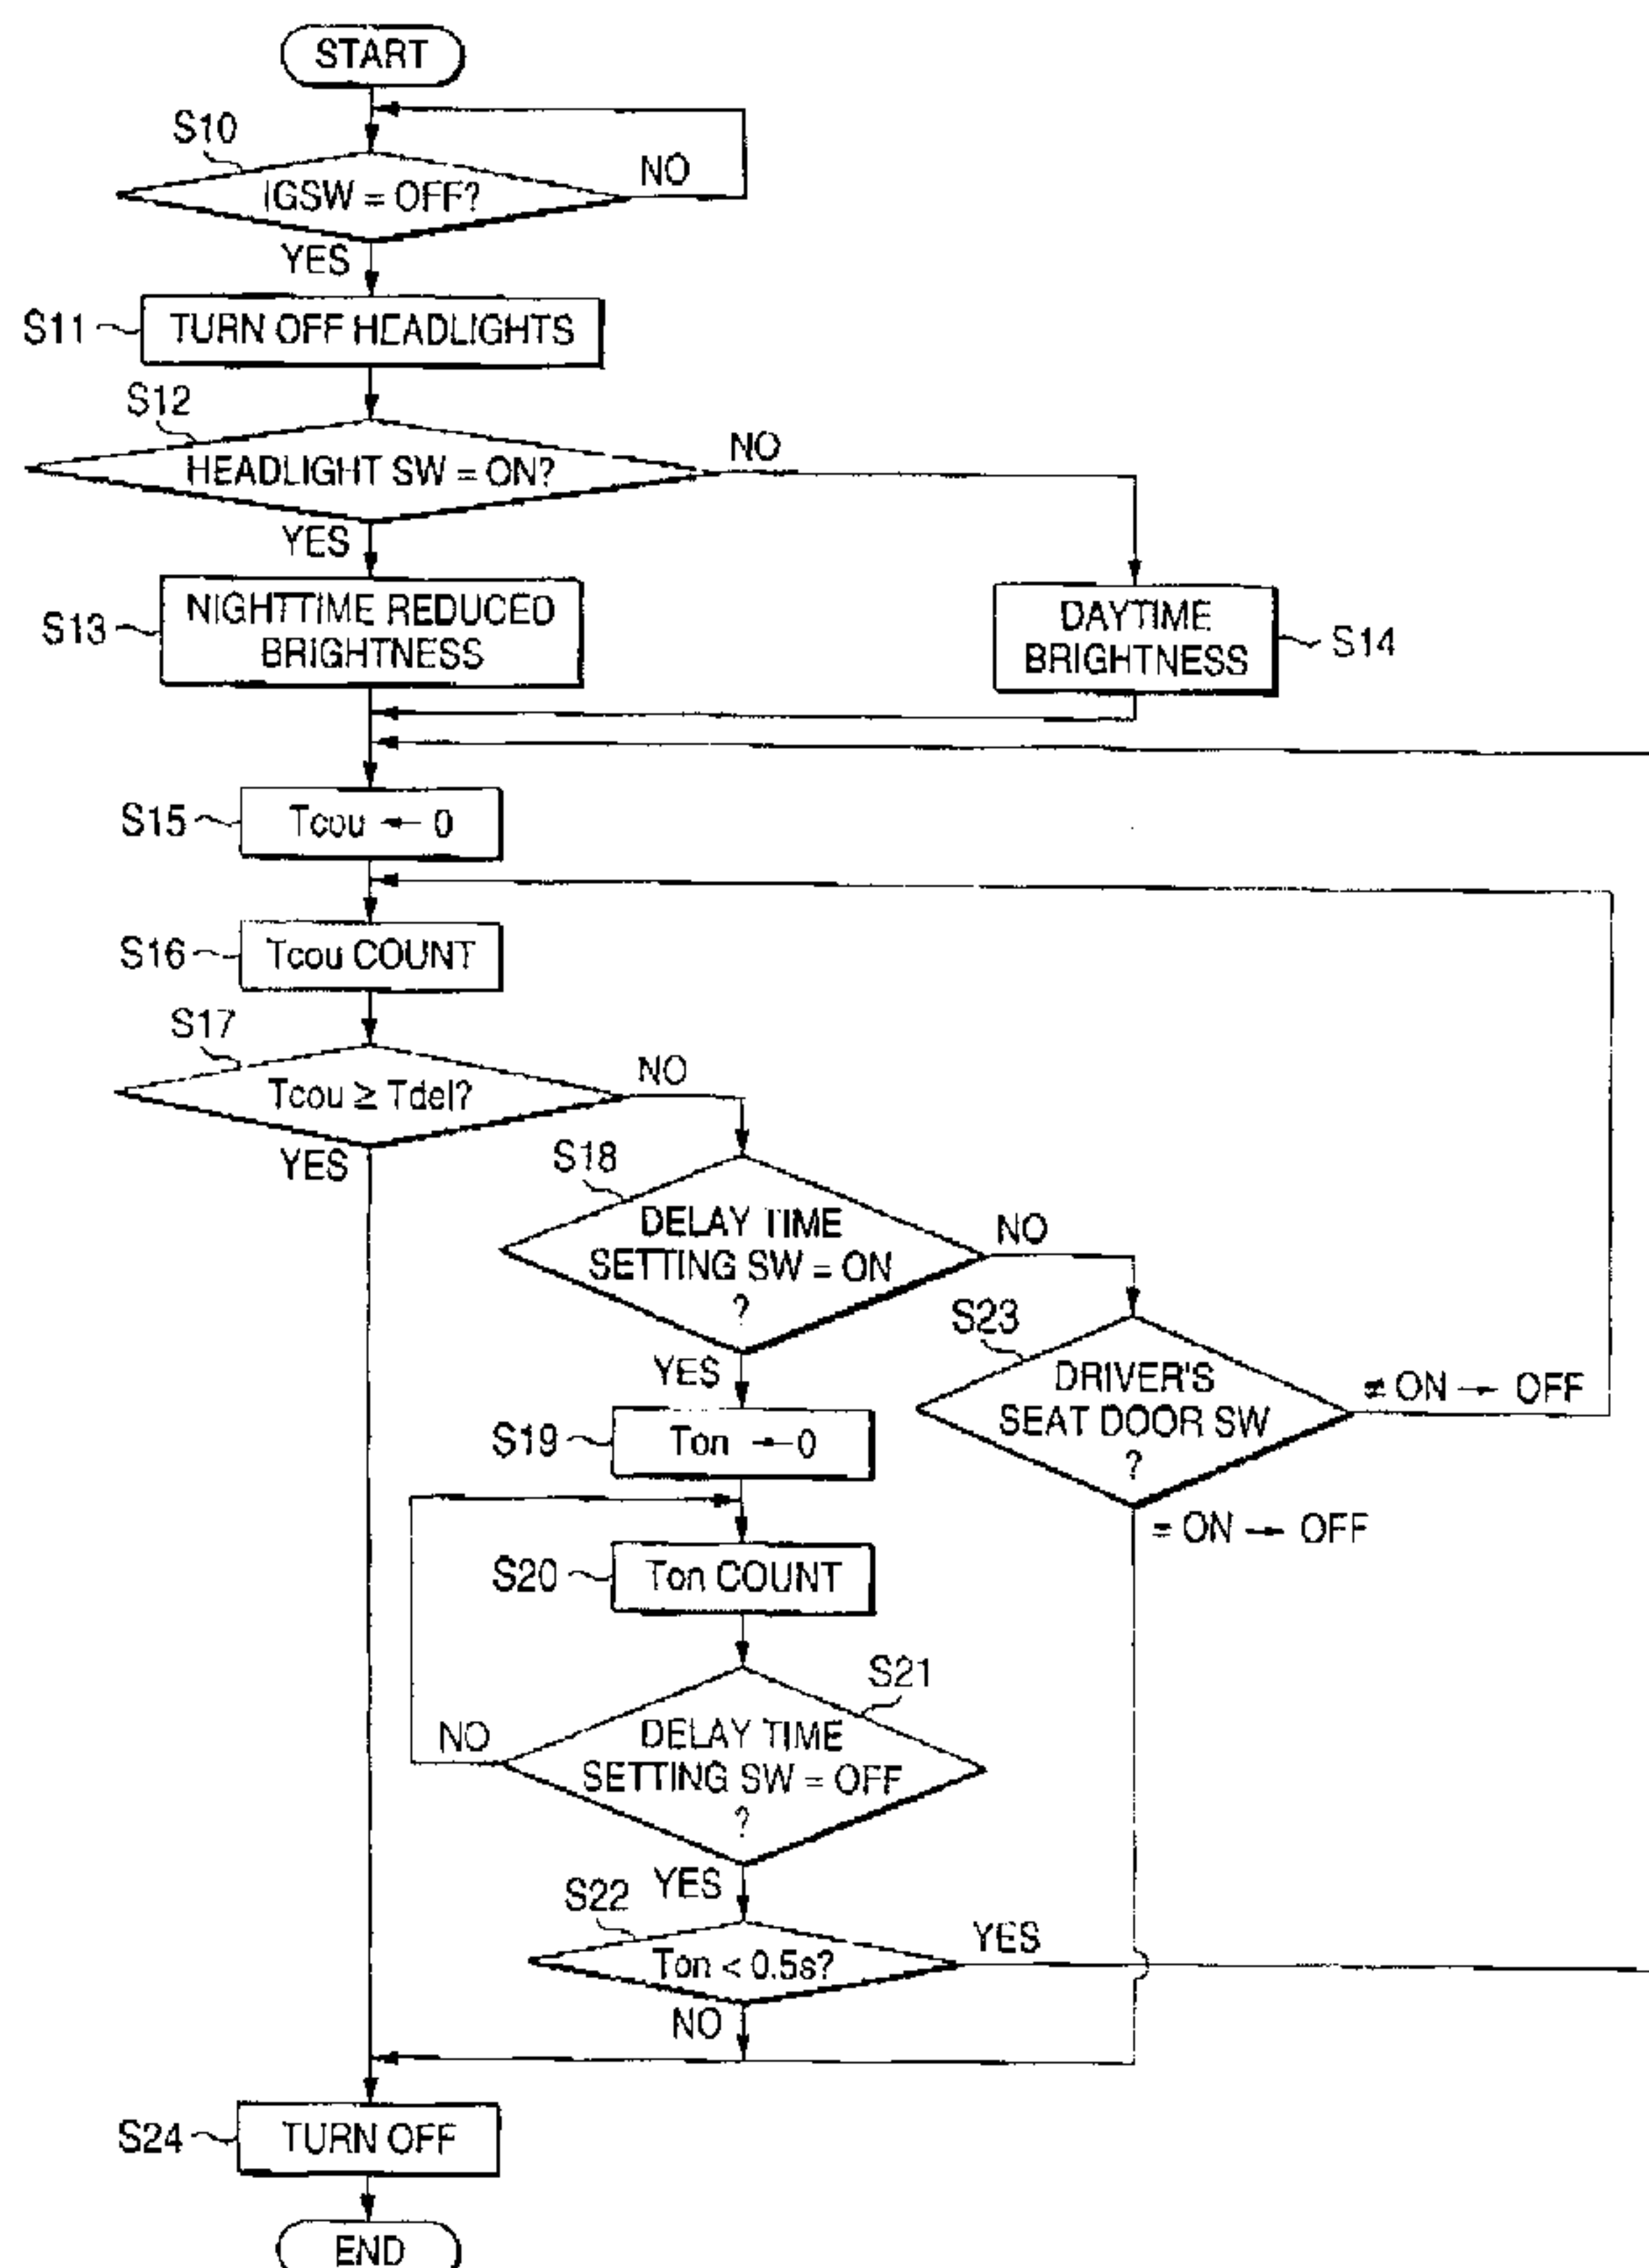 START
S10
IGSW = OFF?
NO
YES
S11
TURN OFF HEADLIGHTS
S12
HEADLIGHT SW = ON?
NO
YES
S13
NIGHTTIME REDUCED
BRIGHTNESS
DAYTIME
BRIGHTNESS
S14
S15
Tcou ← 0
S16
Tcou COUNT
S17
Tcou ≥ Tdel?
NO
YES
S18
DELAY TIME
SETTING SW = ON
?
NO
YES
S23
DRIVER'S
SEAT DOOR SW
?
≠ ON → OFF
= ON → OFF
S19
Ton ← 0
S20
Ton COUNT
S21
DELAY TIME
SETTING SW = OFF
?
NO
YES
S22
Ton < 0.5s?
YES
NO
S24
TURN OFF
END